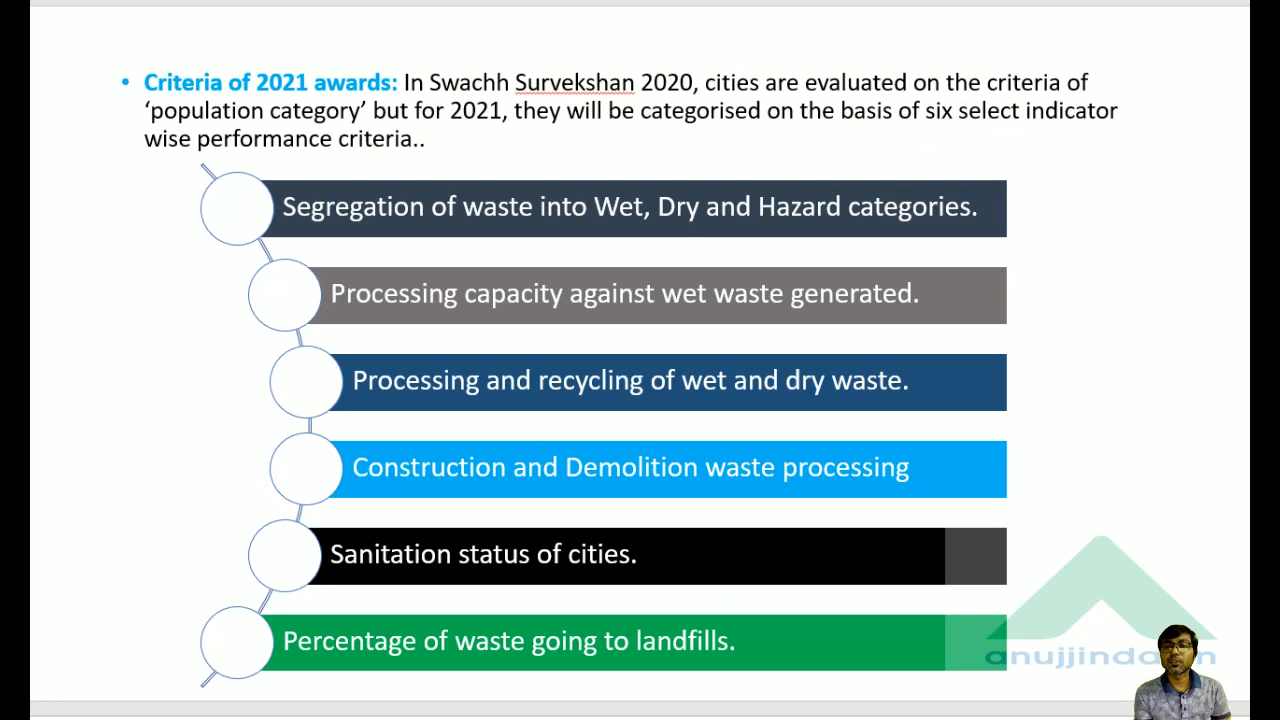 • Criteria of 2021 awards: In Swachh Survekshan 2020, cities are evaluated on the criteria of
‘population category’ but for 2021, they will be categorised on the basis of six select indicator
wise performance criteria..
Segregation of waste into Wet, Dry and Hazard categories.
Processing capacity against wet waste generated.
Processing and recycling of wet and dry waste.
Construction and Demolition waste processing
Sanitation status of cities.
Percentage of waste going to landfills.